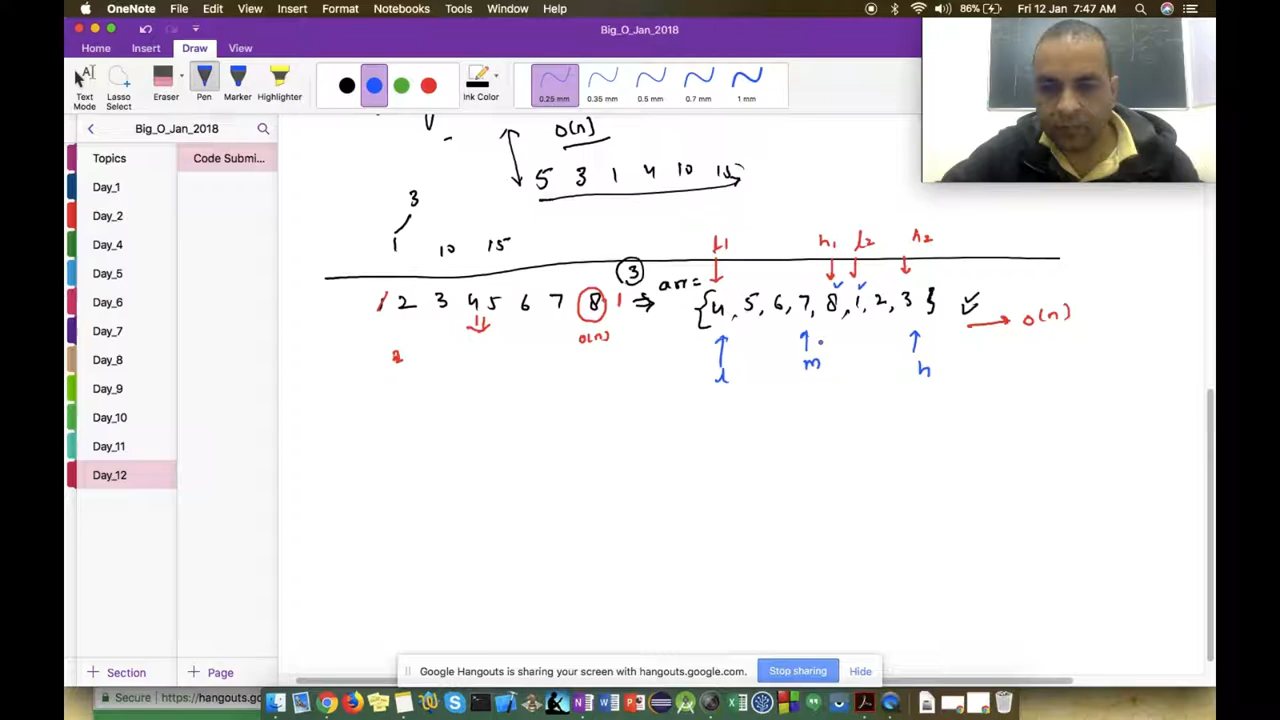 OneNote File Edit View Insert Format Notebooks Tools Window Help 86% Fri 12 Jan 7:47 AM
Big_O_Jan_2018
Home Insert Draw View
Text Mode Lasso Select Eraser Pen Marker Highlighter Ink Color 0.25 mm 0.35 mm 0.5 mm 0.7 mm 1 mm
Big_O_Jan_2018
Topics
Day_1
Day_2
Day_4
Day_5
Day_6
Day_7
Day_8
Day_9
Day_10
Day_11
Day_12
Code Submi...
O(n)
5 3 1 4 10 15
3
1 10 15
l1 h1 l2 h2
3
1 2 3 4 5 6 7 8 1 ⇒ arr = {4, 5, 6, 7, 8, 1, 2, 3} → O(n)
O(n)
2
l m h
+ Section + Page
Google Hangouts is sharing your screen with hangouts.google.com. Stop sharing Hide
Secure https://hangouts.go